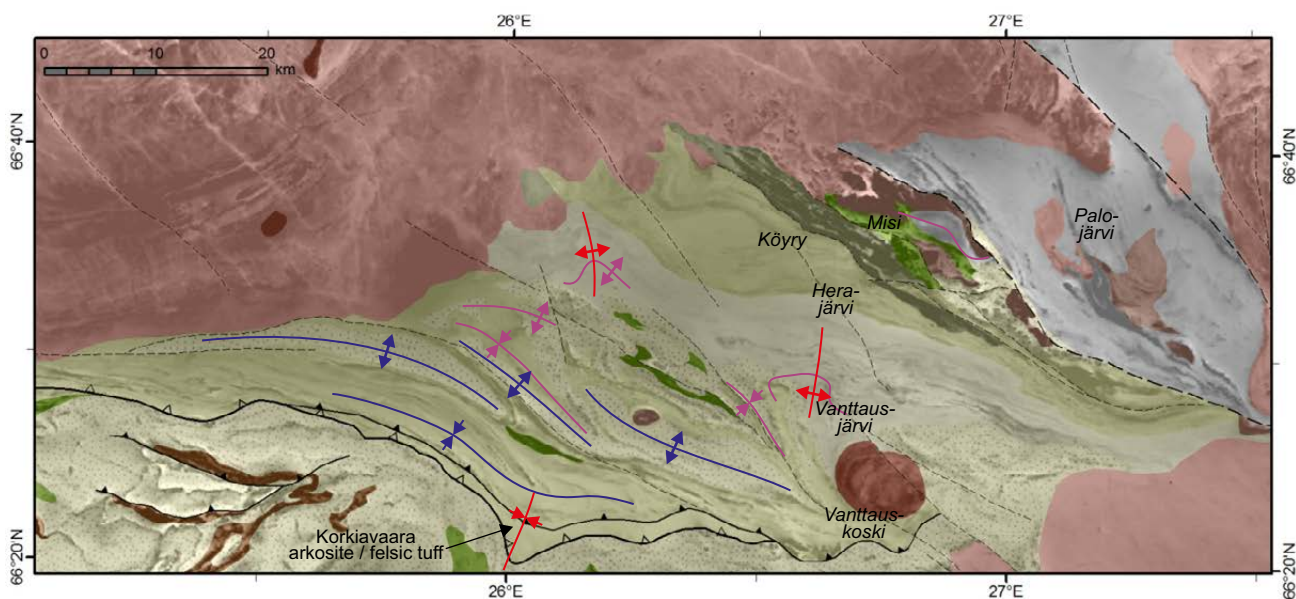 26°E 27°E
0 10 20
km
66°40'N 66°40'N
Misi
Palo-
järvi
Köyry
Hera-
järvi
Vanttaus-
järvi
Vanttaus-
koski
Korkiavaara
arkosite / felsic tuff
66°20'N 66°20'N
26°E 27°E